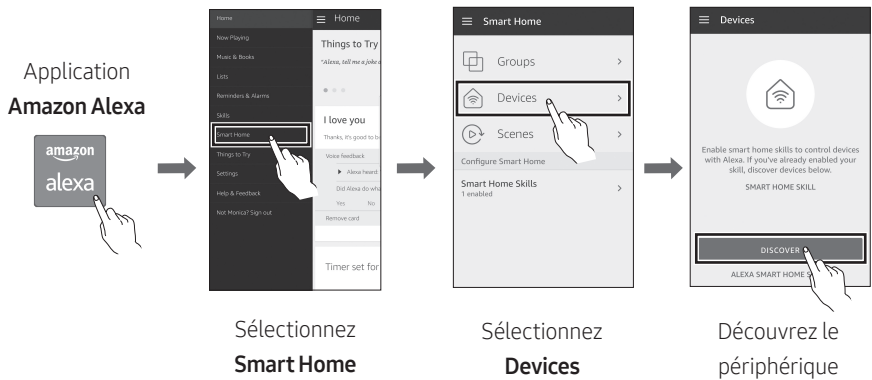 Application
Amazon Alexa
amazon
alexa
Home
Now Playing
Music & Books
Lists
Reminders & Alarms
Skills
Smart Home
Things to Try
Settings
Help & Feedback
Not Monica? Sign out
Home
Things to Try
"Alexa, tell me a joke
I love you
Thanks, It's good to b
Voice feedback
Alexa heard
Did Alexa do wha
Yes No
Remove card
Timer set for
Sélectionnez
Smart Home
Smart Home
Groups
Devices
Scenes
Configure Smart Home
Smart Home Skills
1 enabled
Sélectionnez
Devices
Devices
Enable smart home skills to control devices
with Alexa. If you've already enabled your
skill, discover devices below.
SMART HOME SKILL
DISCOVER
ALEXA SMART HOME S
Découvrez le
périphérique